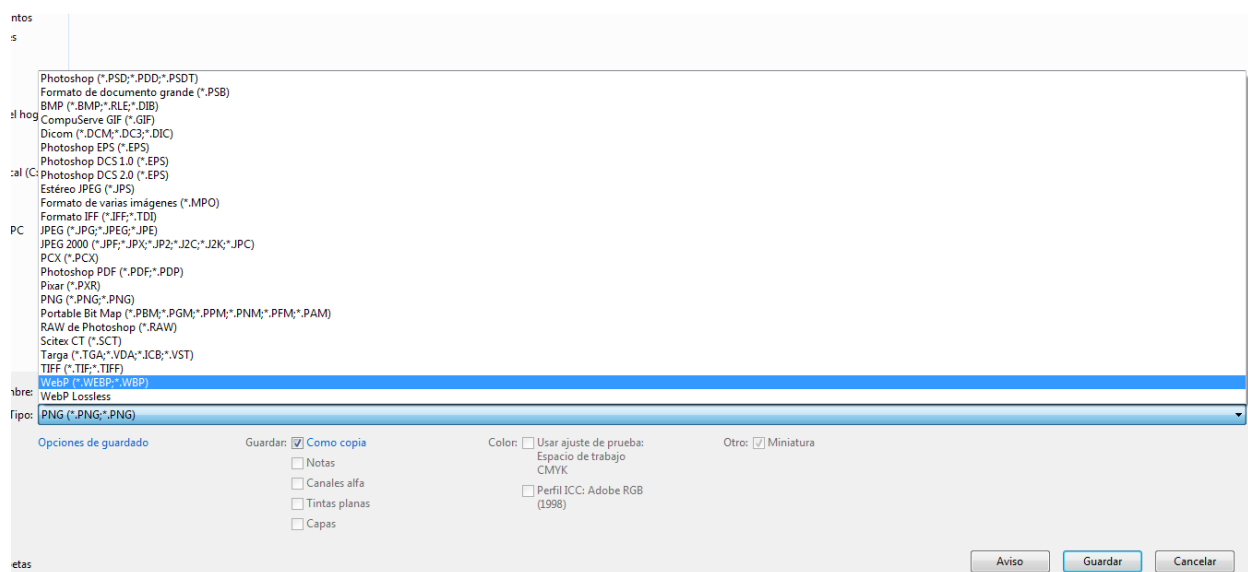 ntos
es
Photoshop (*.PSD;*.PDD;*.PSDT)
Formato de documento grande (*.PSB)
BMP (*.BMP;*.RLE;*.DIB)
el hog
CompuServe GIF (*.GIF)
Dicom (*.DCM;*.DC3;*.DIC)
Photoshop EPS (*.EPS)
Photoshop DCS 1.0 (*.EPS)
cal (C:
Photoshop DCS 2.0 (*.EPS)
Estéreo JPEG (*.JPS)
Formato de varias imágenes (*.MPO)
Formato IFF (*.IFF;*.TDI)
PC
JPEG (*.JPG;*.JPEG;*.JPE)
JPEG 2000 (*.JPF;*.JPX;*.JP2;*.J2C;*.J2K;*.JPC)
PCX (*.PCX)
Photoshop PDF (*.PDF;*.PDP)
Pixar (*.PXR)
PNG (*.PNG;*.PNG)
Portable Bit Map (*.PBM;*.PGM;*.PPM;*.PNM;*.PFM;*.PAM)
RAW de Photoshop (*.RAW)
Scitex CT (*.SCT)
Targa (*.TGA;*.VDA;*.ICB;*.VST)
TIFF (*.TIF;*.TIFF)
WebP (*.WEBP;*.WBP)
mbre:
WebP Lossless
Tipo: PNG (*.PNG;*.PNG)
Opciones de guardado
Guardar: Como copia
Notas
Canales alfa
Tintas planas
Capas
Color: Usar ajuste de prueba:
Espacio de trabajo
CMYK
Perfil ICC: Adobe RGB
(1998)
Otro: Miniatura
etas
Aviso Guardar Cancelar